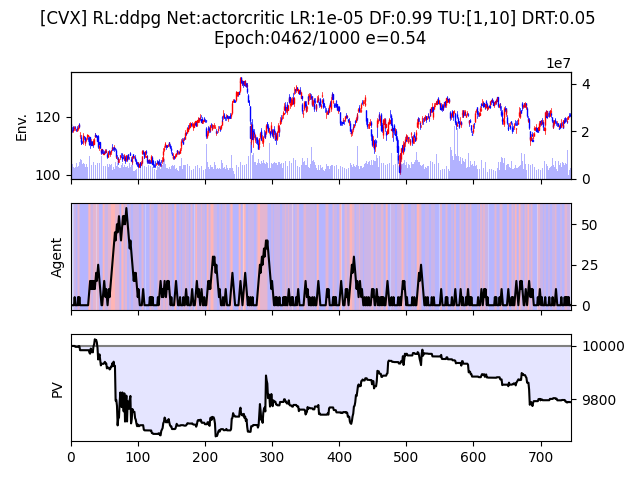 [CVX] RL:ddpg Net:actorcritic LR:1e-05 DF:0.99 TU:[1,10] DRT:0.05
Epoch:0462/1000 e=0.54
1e7
Env.
120
100
4
2
0
Agent
50
25
0
PV
10000
9800
0 100 200 300 400 500 600 700